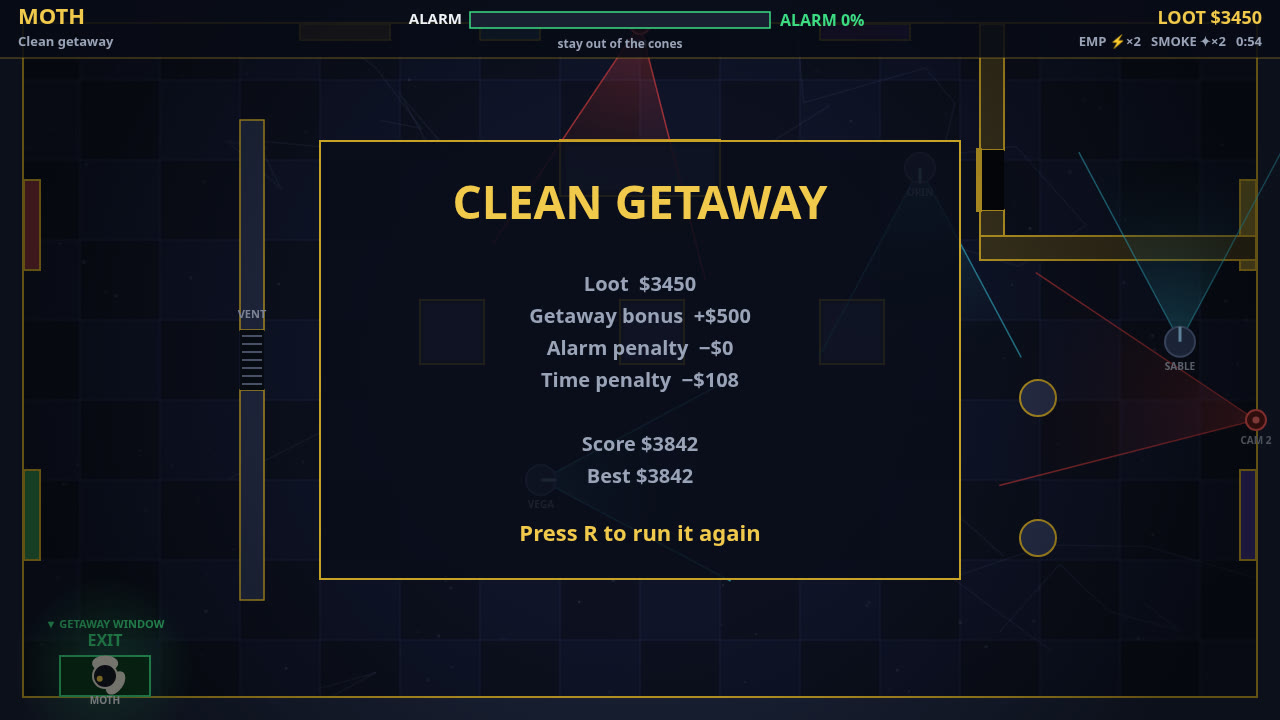 MOTH
Clean getaway
ALARM
ALARM 0%
stay out of the cones
LOOT $3450
EMP ⚡×2 SMOKE ✦×2 0:54
CLEAN GETAWAY
Loot $3450
Getaway bonus +$500
Alarm penalty −$0
Time penalty −$108
Score $3842
Best $3842
Press R to run it again
VENT
OREN
SABLE
CAM 2
VEGA
▼ GETAWAY WINDOW
EXIT
MOTH